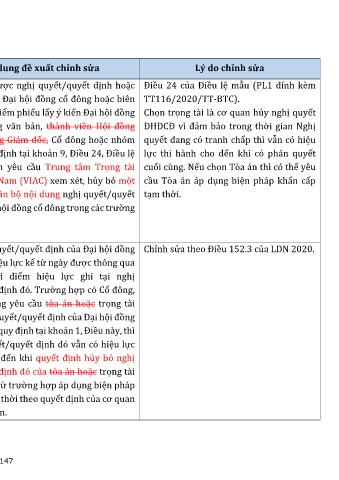 dung đề xuất chỉnh sửa
Lý do chỉnh sửa
ược nghị quyết/quyết định hoặc
Đại hội đồng cổ đông hoặc biên
iểm phiếu lấy ý kiến Đại hội đồng
g văn bản, thành viên Hội đồng
g Giám đốc, Cổ đông hoặc nhóm
định tại khoản 9, Điều 24, Điều lệ
n yêu cầu Trung tâm Trọng tài
Nam (VIAC) xem xét, hủy bỏ một
àn bộ nội dung nghị quyết/quyết
hội đồng cổ đông trong các trường
Điều 24 của Điều lệ mẫu (PL1 đính kèm
TT116/2020/TT-BTC).
Chọn trọng tài là cơ quan hủy nghị quyết
ĐHĐCĐ vì đảm bảo trong thời gian Nghị
quyết đang có tranh chấp thì vẫn có hiệu
lực thi hành cho đến khi có phán quyết
cuối cùng. Nếu chọn Tòa án thì có thể yêu
cầu Tòa án áp dụng biện pháp khẩn cấp
tạm thời.
uyết/quyết định của Đại hội đồng
ệu lực kể từ ngày được thông qua
i điểm hiệu lực ghi tại nghị
định đó. Trường hợp có Cổ đông,
ng yêu cầu tòa án hoặc trọng tài
uyết/quyết định của Đại hội đồng
quy định tại khoản 1, Điều này, thì
ết/quyết định đó vẫn có hiệu lực
đến khi quyết định hủy bỏ nghị
định đó của tòa án hoặc trọng tài
ừ trường hợp áp dụng biện pháp
thời theo quyết định của cơ quan
n.
Chỉnh sửa theo Điều 152.3 của LDN 2020.
147